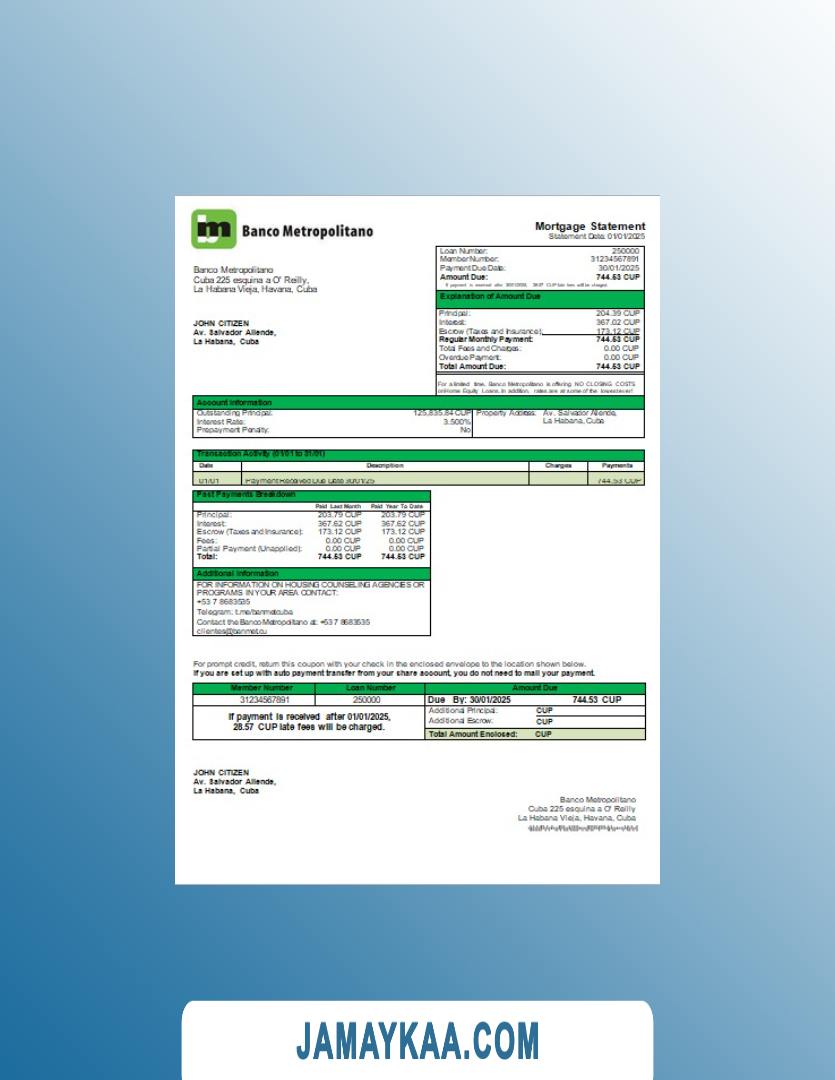 bm Banco Metropolitano
Mortgage Statement
Statement Date: 01/01/2025
Loan Number: 250000
Member Number: 31234567891
Payment Due Date: 30/01/2025
Amount Due: 744.53 CUP
If payment is received after 30/01/2025, 28.57 CUP late fees will be charged.
Banco Metropolitano
Cuba 225 esquina a O' Reilly,
La Habana Vieja, Havana, Cuba
JOHN CITIZEN
Av. Salvador Allende,
La Habana, Cuba
Explanation of Amount Due
Principal: 204.39 CUP
Interest: 367.02 CUP
Escrow (Taxes and Insurance): 173.12 CUP
Regular Monthly Payment: 744.53 CUP
Total Fees and Charges: 0.00 CUP
Overdue Payment: 0.00 CUP
Total Amount Due: 744.53 CUP
For a limited time, Banco Metropolitano is offering NO CLOSING COSTS
on Home Equity Loans. In addition, rates are at some of the lowest ever!
Account Information
Outstanding Principal: 125,835.84 CUP
Interest Rate: 3.500%
Prepayment Penalty: No
Property Address: Av. Salvador Allende,
La Habana, Cuba
Transaction Activity (01/01 to 31/01)
Date Description Charges Payments
01/01 Payment Received Due Date 30/01/25 744.53 CUP
Past Payments Breakdown
Paid Last Month Paid Year To Date
Principal: 203.79 CUP 203.79 CUP
Interest: 367.62 CUP 367.62 CUP
Escrow (Taxes and Insurance): 173.12 CUP 173.12 CUP
Fees: 0.00 CUP 0.00 CUP
Partial Payment (Unapplied): 0.00 CUP 0.00 CUP
Total: 744.53 CUP 744.53 CUP
Additional Information
FOR INFORMATION ON HOUSING COUNSELING AGENCIES OR
PROGRAMS IN YOUR AREA CONTACT:
+53 7 8683535
Telegram: t.me/banmetcuba
Contact the Banco Metropolitano at: +53 7 8683535
clientes@banmet.cu
For prompt credit, return this coupon with your check in the enclosed envelope to the location shown below.
If you are set up with auto payment transfer from your share account, you do not need to mail your payment.
Member Number Loan Number Amount Due
31234567891 250000 Due By: 30/01/2025 744.53 CUP
If payment is received after 01/01/2025,
28.57 CUP late fees will be charged.
Additional Principal: CUP
Additional Escrow: CUP
Total Amount Enclosed: CUP
JOHN CITIZEN
Av. Salvador Allende,
La Habana, Cuba
Banco Metropolitano
Cuba 225 esquina a O' Reilly
La Habana Vieja, Havana, Cuba
JAMAYKAA.COM